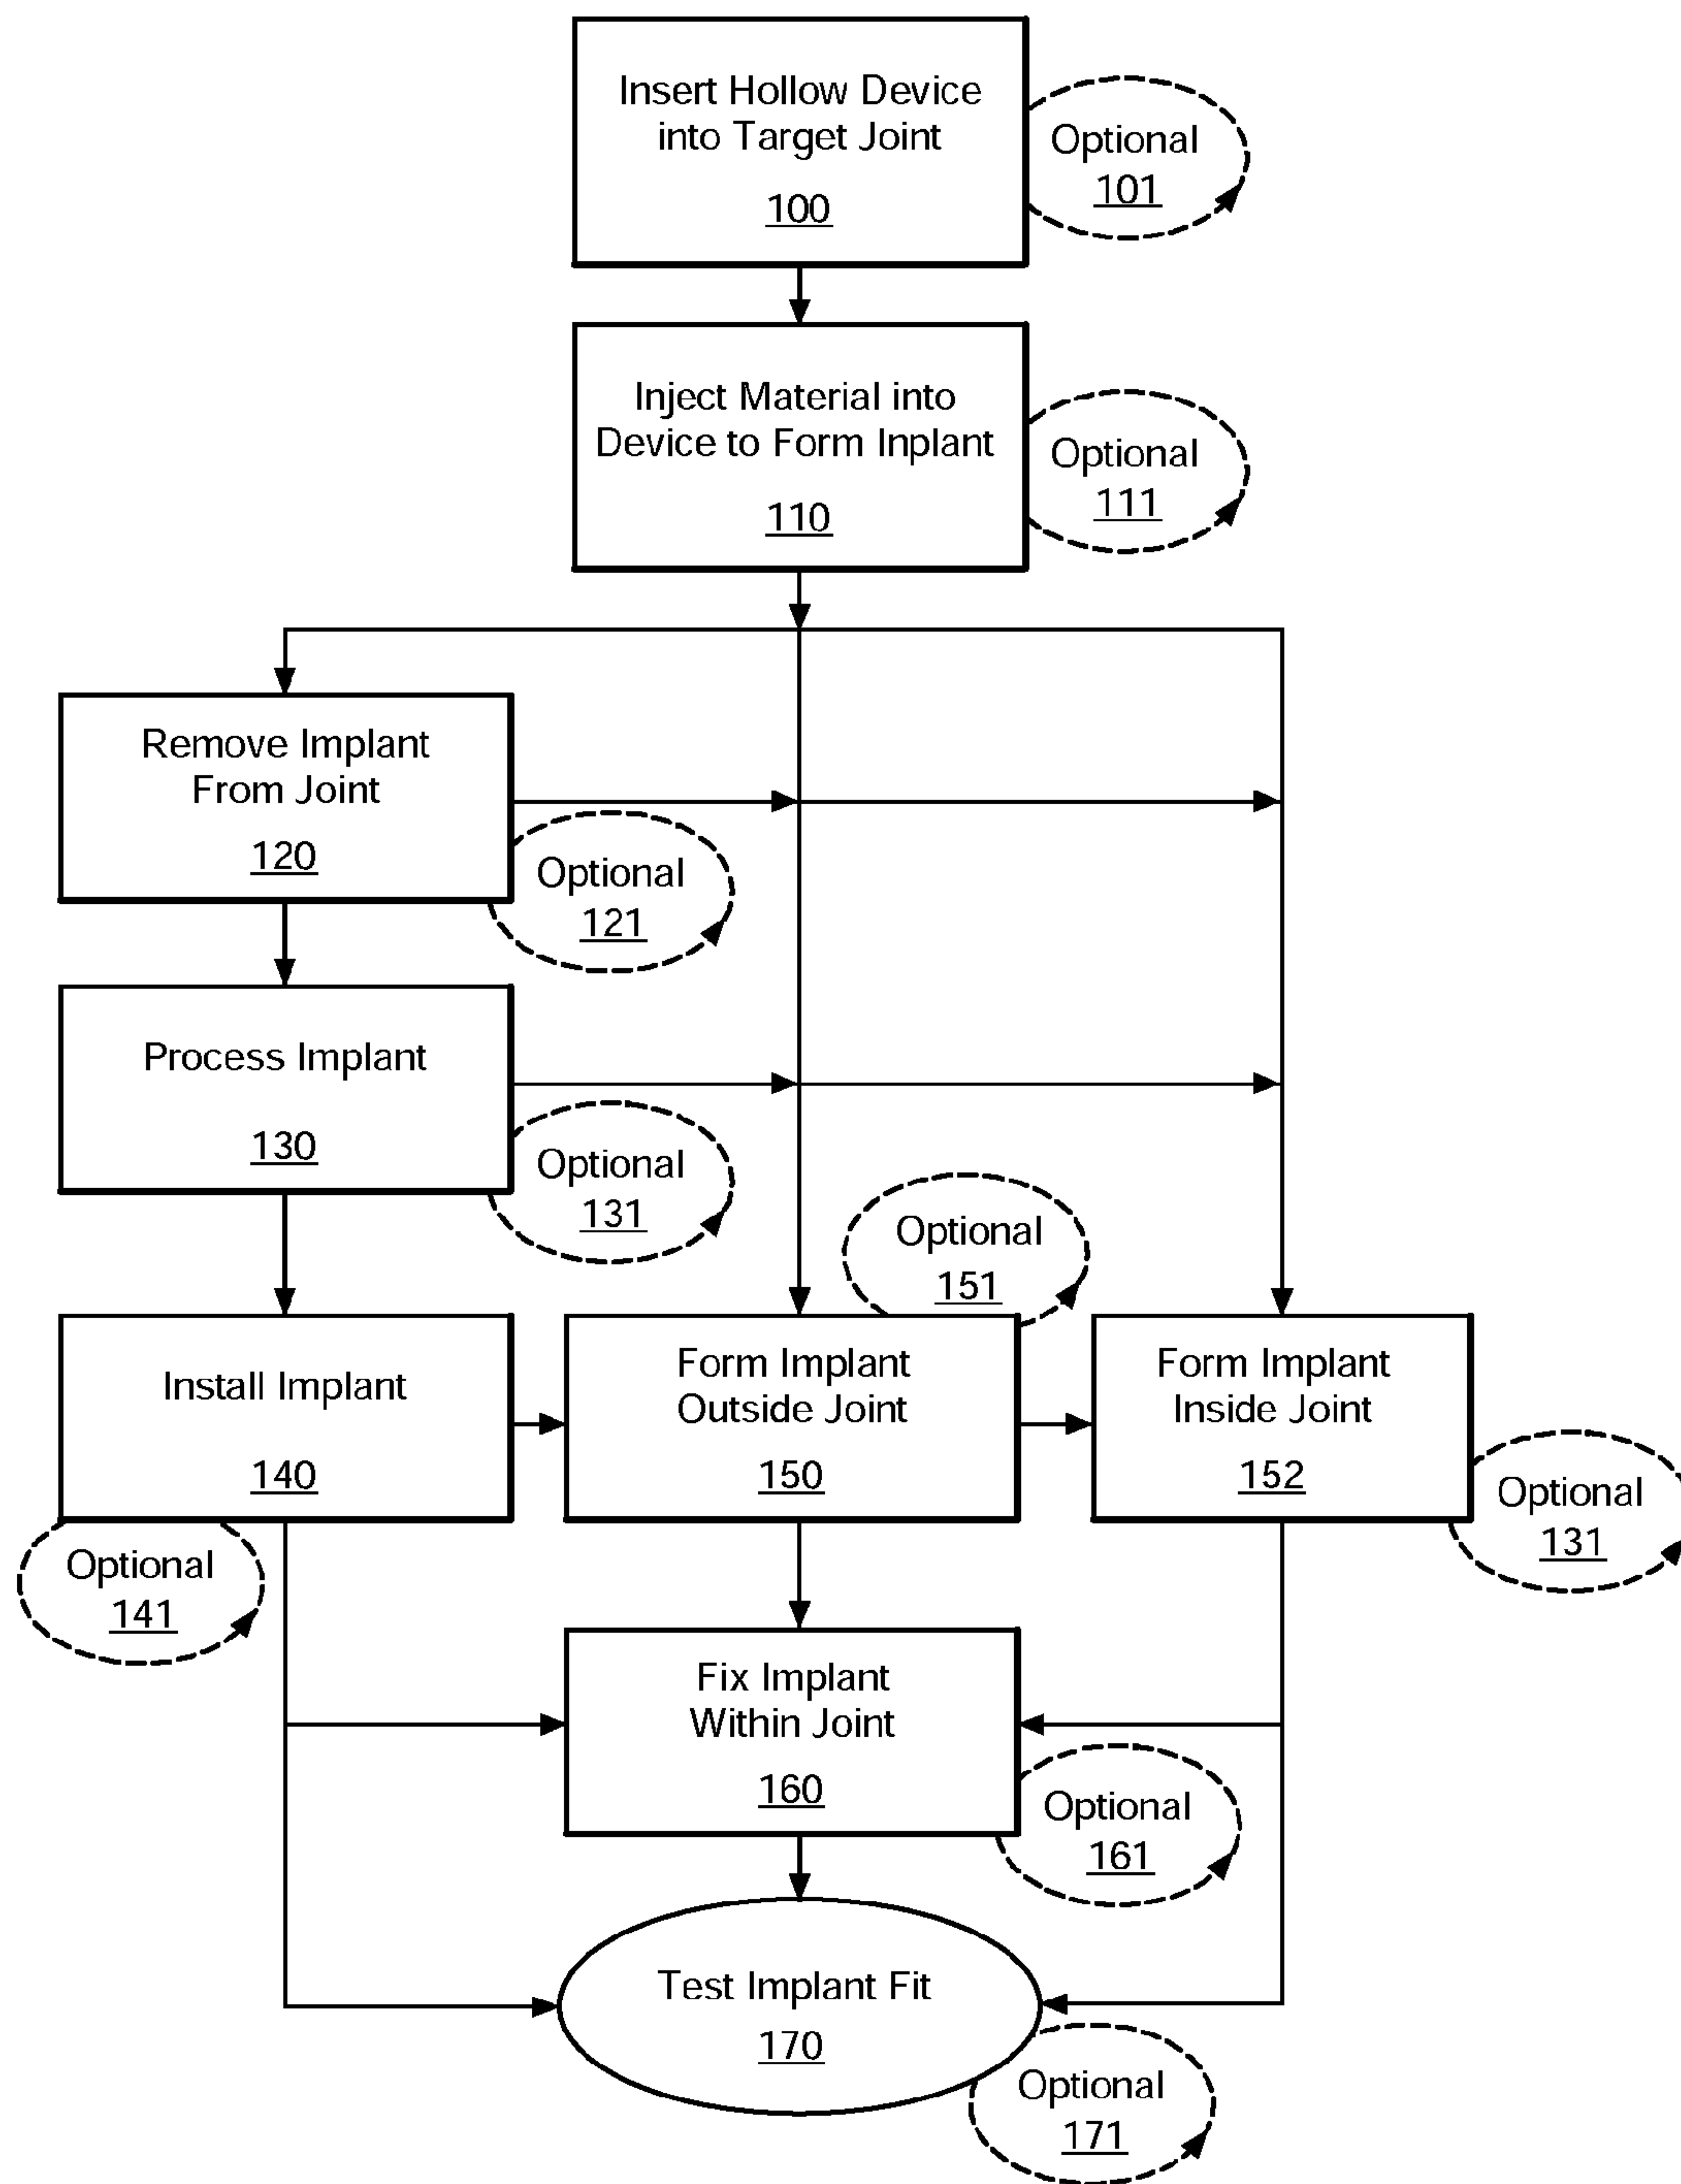 Insert Hollow Device
into Target Joint
100
Optional
101
Inject Material into
Device to Form Inplant
110
Optional
111
Remove Implant
From Joint
120
Optional
121
Process Implant
130
Optional
131
Optional
151
Install Implant
140
Optional
141
Form Implant
Outside Joint
150
Form Implant
Inside Joint
152
Optional
131
Fix Implant
Within Joint
160
Optional
161
Test Implant Fit
170
Optional
171